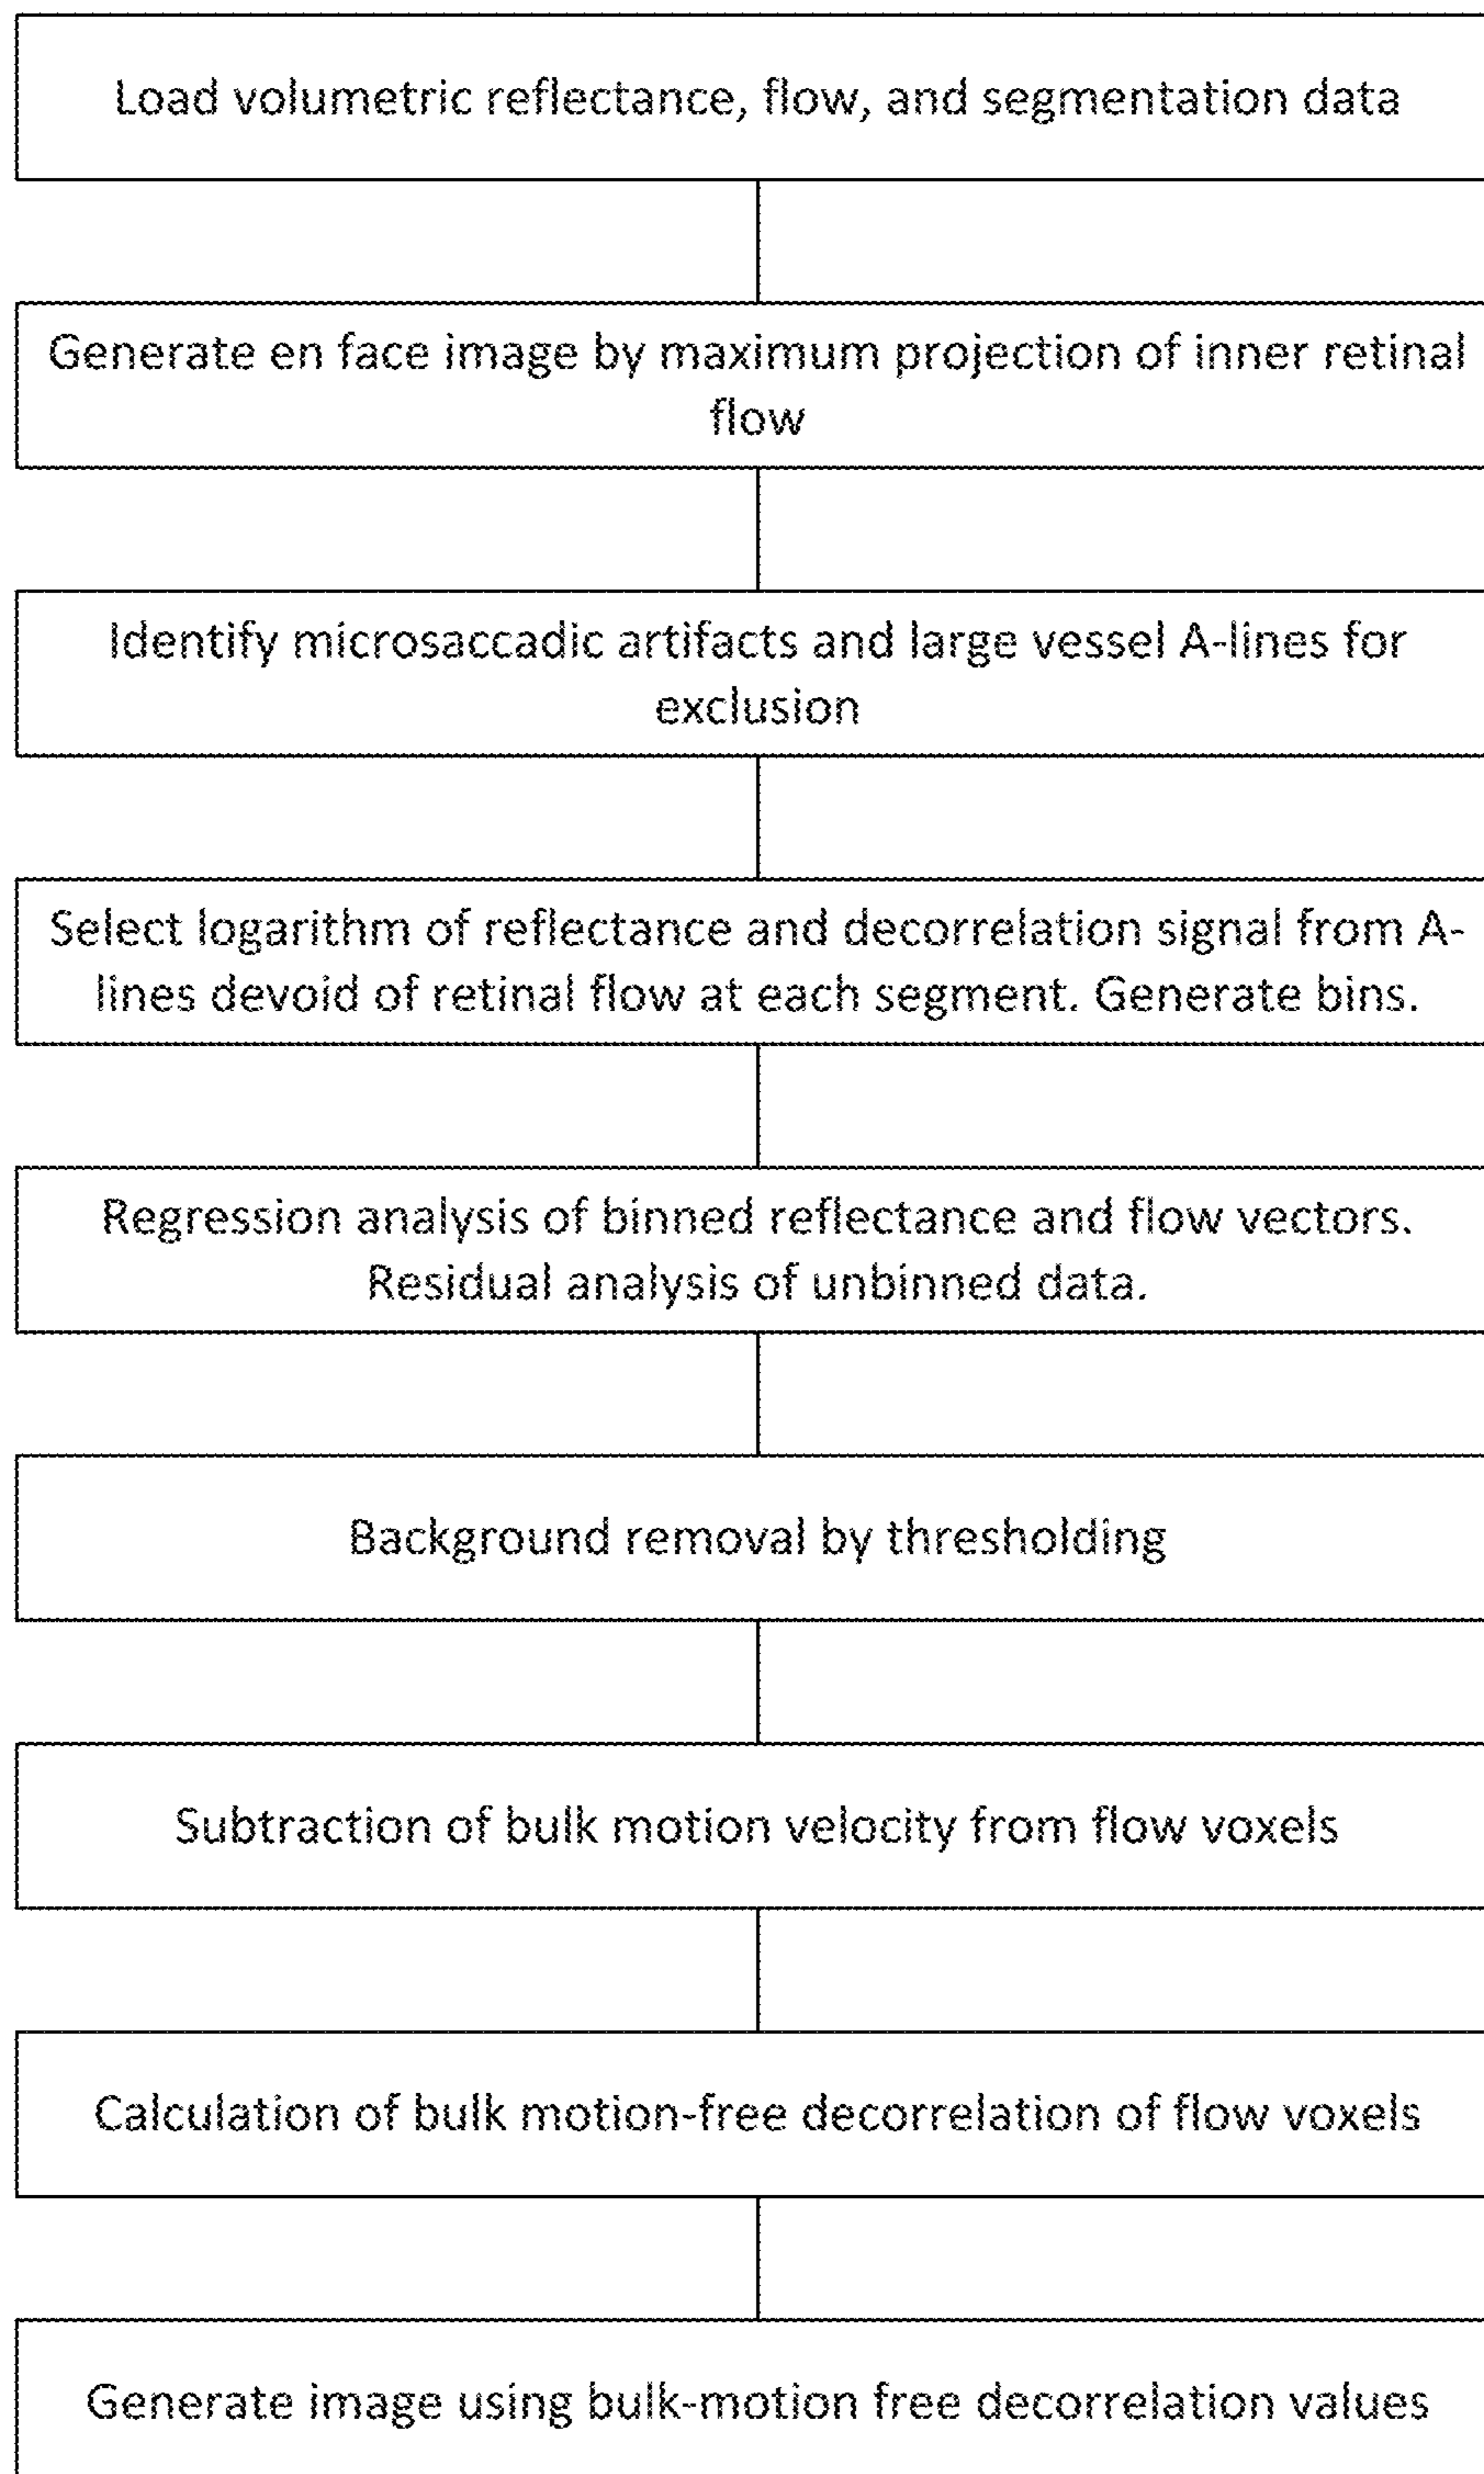 Load volumetric reflectance, flow, and segmentation data
Generate en face image by maximum projection of inner retinal
flow
Identify microsaccadic artifacts and large vessel A-lines for
exclusion
Select logarithm of reflectance and decorrelation signal from A-
lines devoid of retinal flow at each segment. Generate bins.
Regression analysis of binned reflectance and flow vectors.
Residual analysis of unbinned data.
Background removal by thresholding
Subtraction of bulk motion velocity from flow voxels
Calculation of bulk motion-free decorrelation of flow voxels
Generate image using bulk-motion free decorrelation values